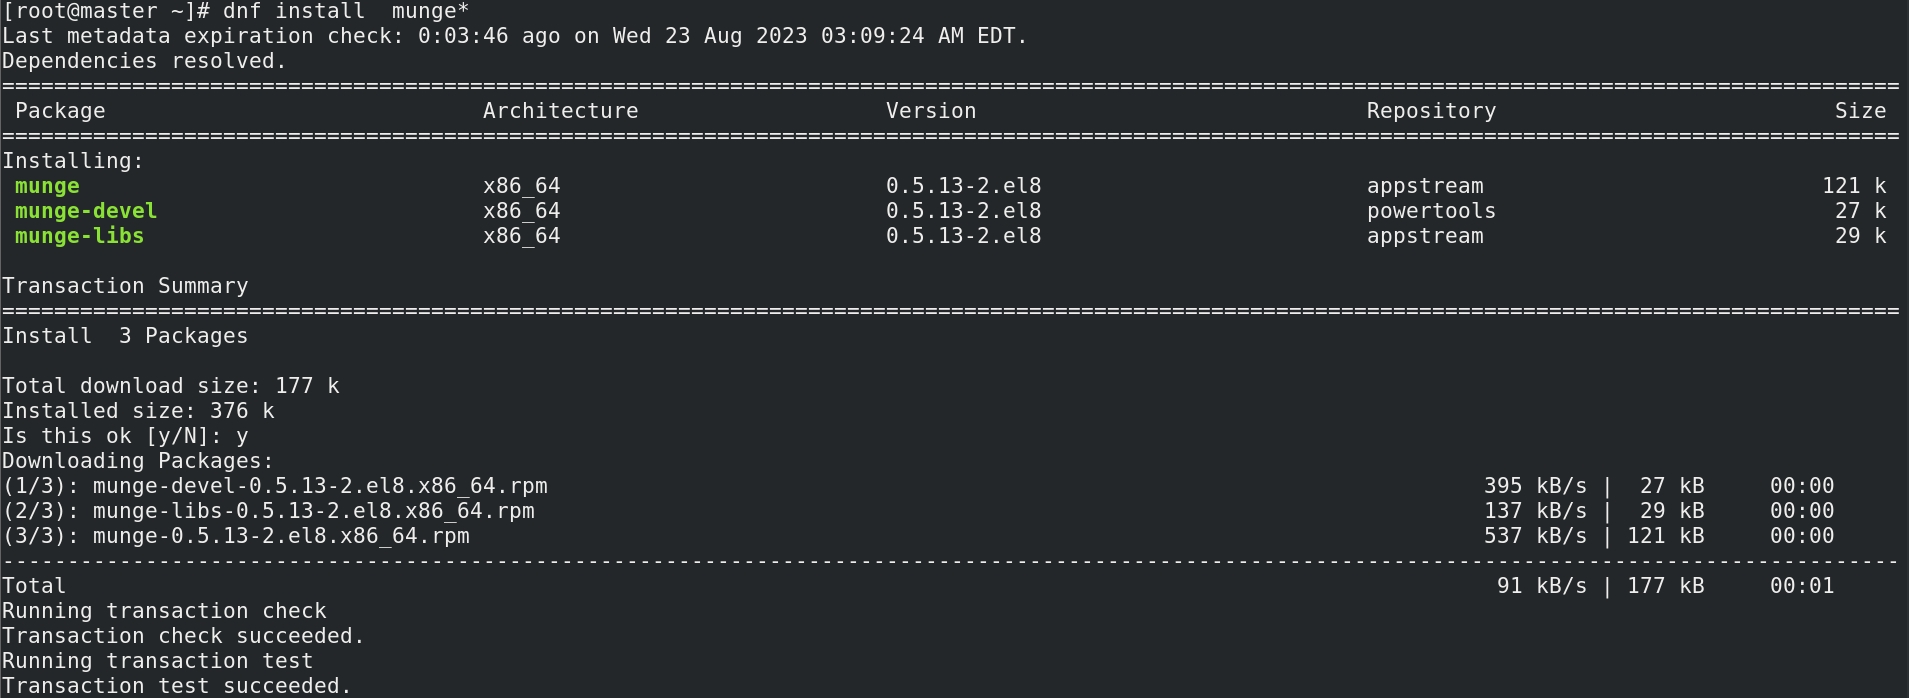 [root@master ~]# dnf install  munge*
Last metadata expiration check: 0:03:46 ago on Wed 23 Aug 2023 03:09:24 AM EDT.
Dependencies resolved.
==================================================================================================================================================
 Package                             Architecture                   Version                              Repository                          Size
==================================================================================================================================================
Installing:
 munge                               x86_64                         0.5.13-2.el8                         appstream                          121 k
 munge-devel                         x86_64                         0.5.13-2.el8                         powertools                          27 k
 munge-libs                          x86_64                         0.5.13-2.el8                         appstream                           29 k

Transaction Summary
==================================================================================================================================================
Install  3 Packages

Total download size: 177 k
Installed size: 376 k
Is this ok [y/N]: y
Downloading Packages:
(1/3): munge-devel-0.5.13-2.el8.x86_64.rpm                                                                        395 kB/s |  27 kB     00:00
(2/3): munge-libs-0.5.13-2.el8.x86_64.rpm                                                                         137 kB/s |  29 kB     00:00
(3/3): munge-0.5.13-2.el8.x86_64.rpm                                                                              537 kB/s | 121 kB     00:00
--------------------------------------------------------------------------------------------------------------------------------------------------
Total                                                                                                              91 kB/s | 177 kB     00:01
Running transaction check
Transaction check succeeded.
Running transaction test
Transaction test succeeded.